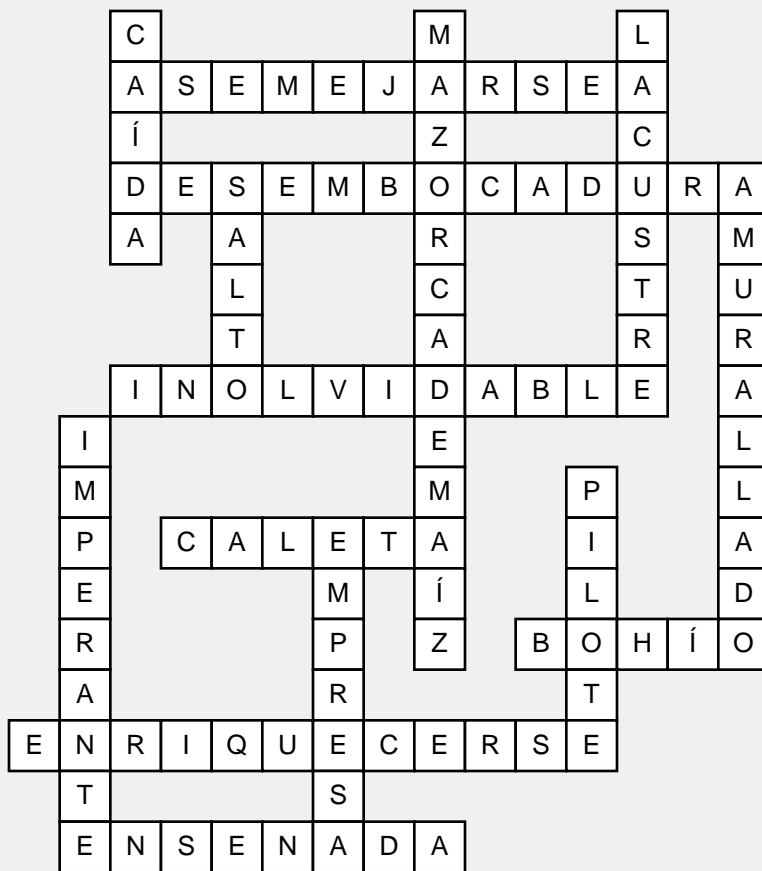 C M L
A S E M E J A R S E A
Í Z C
D E S E M B O C A D U R A
A A R S M
L C T U
T A R R
I N O L V I D A B L E A
I E L
M M P L
P C A L E T A I A
E M Í L D
R P Z B O H Í O
A R T
E N R I Q U E C E R S E
T S
E N S E N A D A